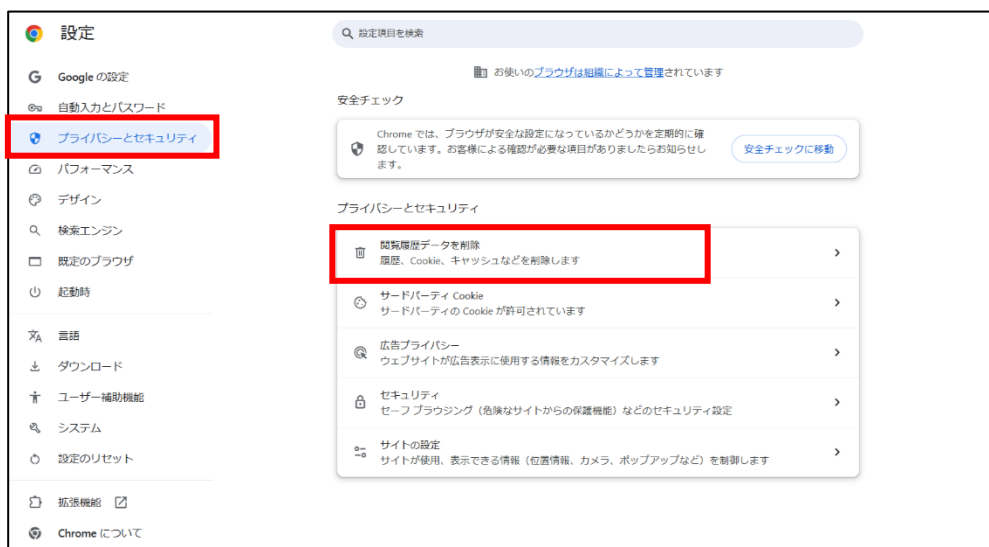 設定
設定項目を検索
Google の設定
自動入力とパスワード
プライバシーとセキュリティ
パフォーマンス
デザイン
検索エンジン
既定のブラウザ
起動時
言語
ダウンロード
ユーザー補助機能
システム
設定のリセット
拡張機能
Chrome について
お使いのブラウザは組織によって管理されています
安全チェック
Chrome では、ブラウザが安全な設定になっているかどうかを定期的に確
認しています。お客様による確認が必要な項目がありましたらお知らせし
ます。
安全チェックに移動
プライバシーとセキュリティ
閲覧履歴データを削除
履歴、Cookie、キャッシュなどを削除します
サードパーティ Cookie
サードパーティの Cookie が許可されています
広告プライバシー
ウェブサイトが広告表示に使用する情報をカスタマイズします
セキュリティ
セーフ ブラウジング（危険なサイトからの保護機能）などのセキュリティ設定
サイトの設定
サイトが使用、表示できる情報（位置情報、カメラ、ポップアップなど）を制御します